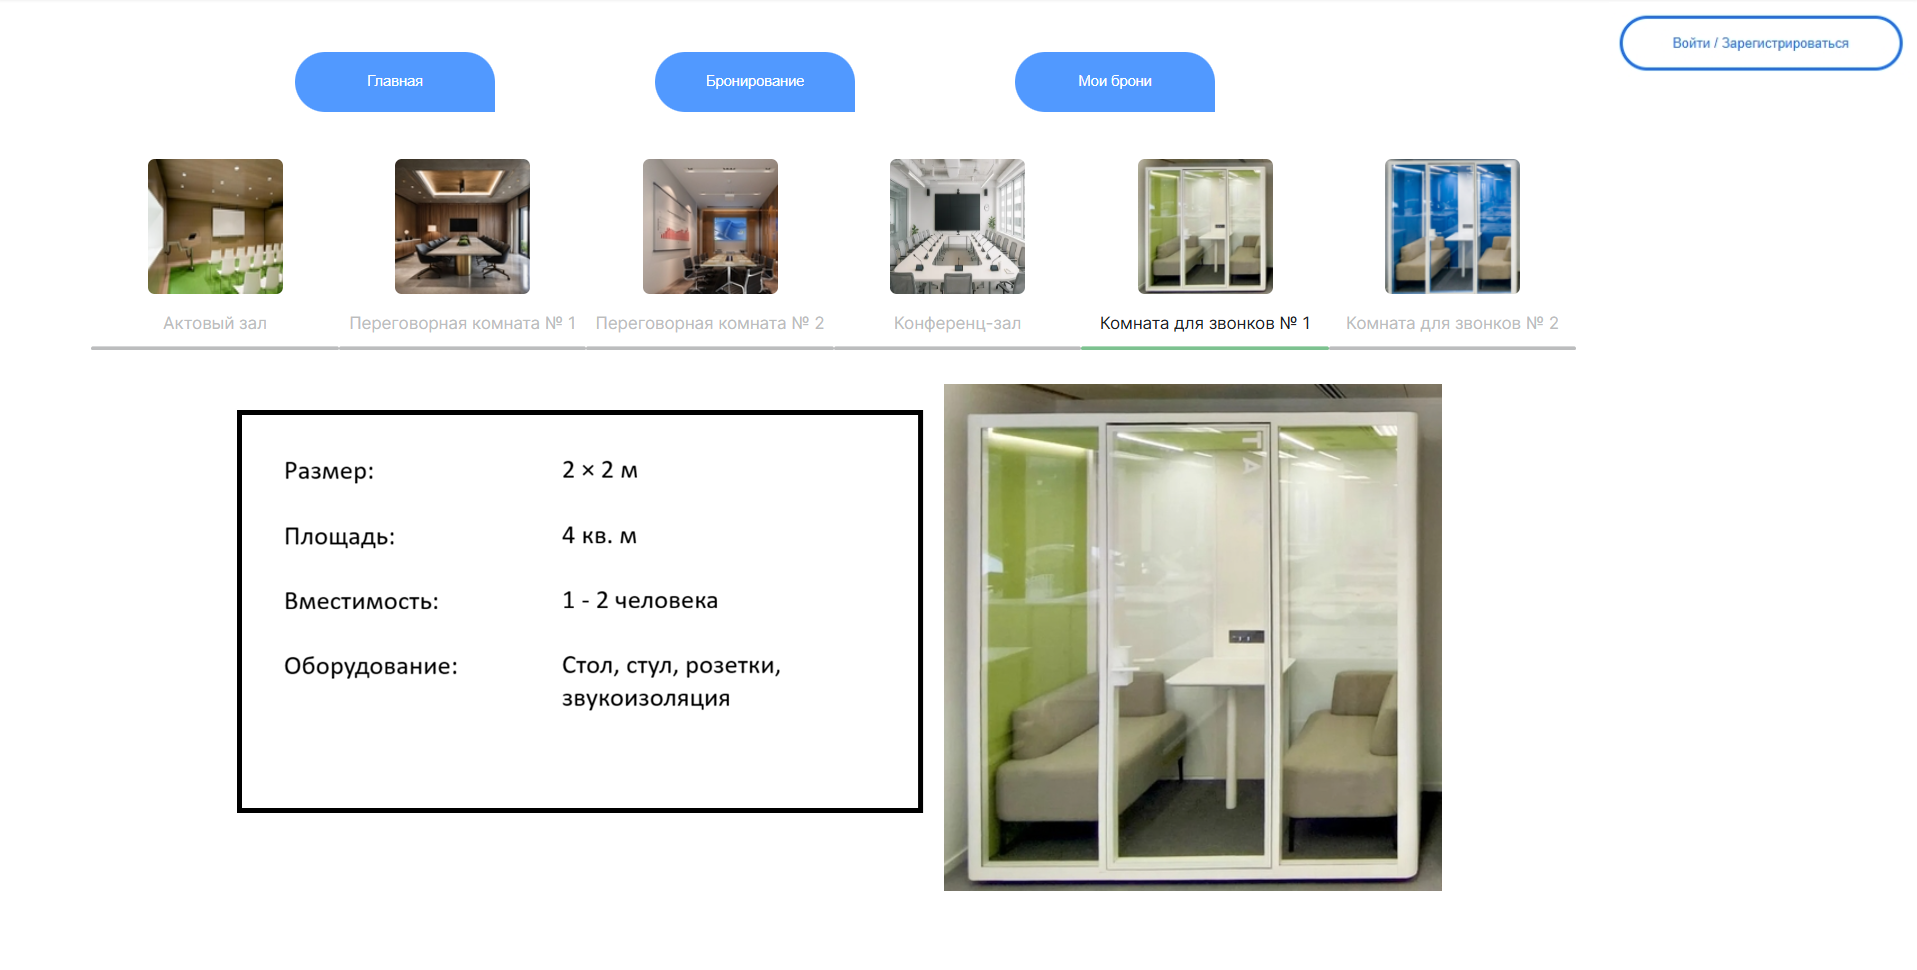 Войти / Зарегистрироваться
Главная
Бронирование
Мои брони
Актовый зал
Переговорная комната № 1
Переговорная комната № 2
Конференц-зал
Комната для звонков № 1
Комната для звонков № 2
Размер: 2 × 2 м
Площадь: 4 кв. м
Вместимость: 1 - 2 человека
Оборудование: Стол, стул, розетки,
звукоизоляция